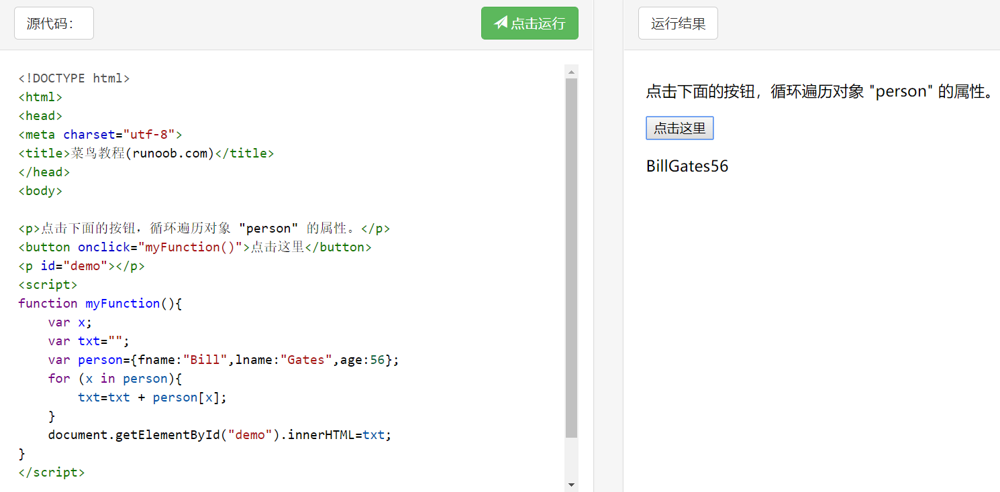 源代码：
点击运行
<!DOCTYPE html>
<html>
<head>
<meta charset="utf-8">
<title>菜鸟教程(runoob.com)</title>
</head>
<body>

<p>点击下面的按钮，循环遍历对象 "person" 的属性。</p>
<button onclick="myFunction()">点击这里</button>
<p id="demo"></p>
<script>
function myFunction(){
    var x;
    var txt="";
    var person={fname:"Bill",lname:"Gates",age:56};
    for (x in person){
        txt=txt + person[x];
    }
    document.getElementById("demo").innerHTML=txt;
}
</script>
运行结果
点击下面的按钮，循环遍历对象 "person" 的属性。
点击这里
BillGates56